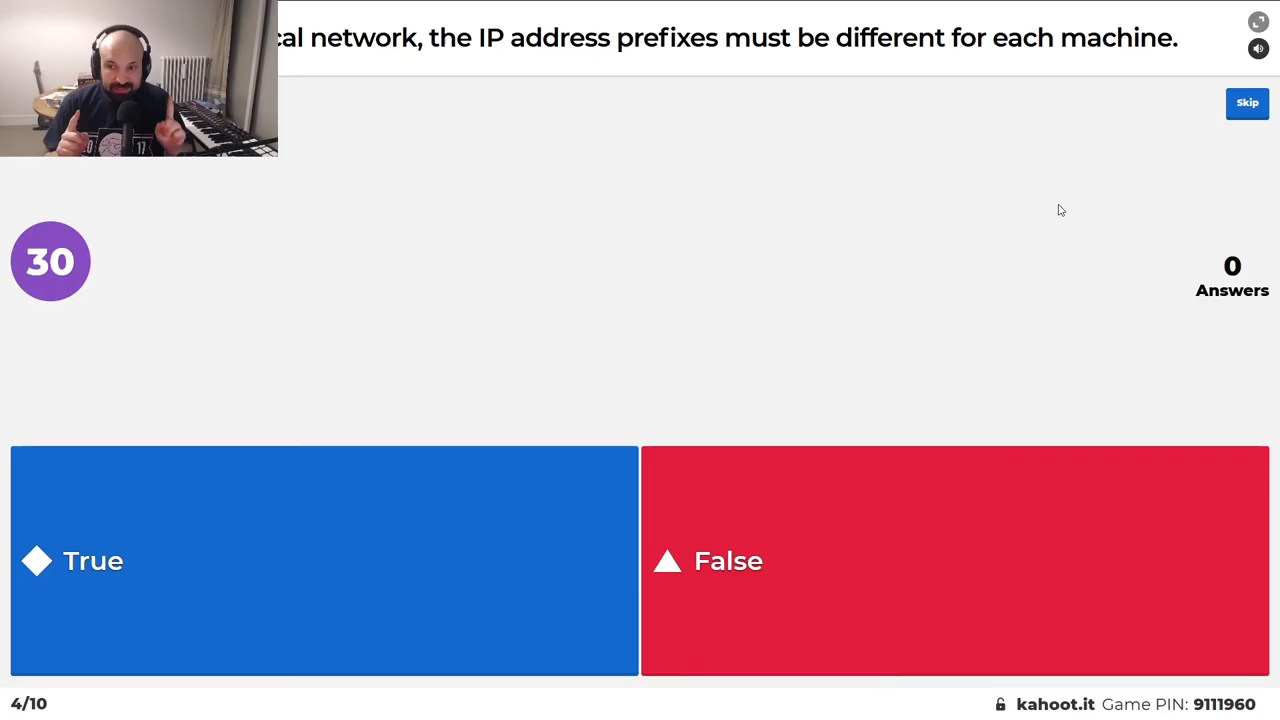 network, the IP address prefixes must be different for each machine.
Skip
30
0
Answers
True
False
4/10
kahoot.it Game PIN: 9111960